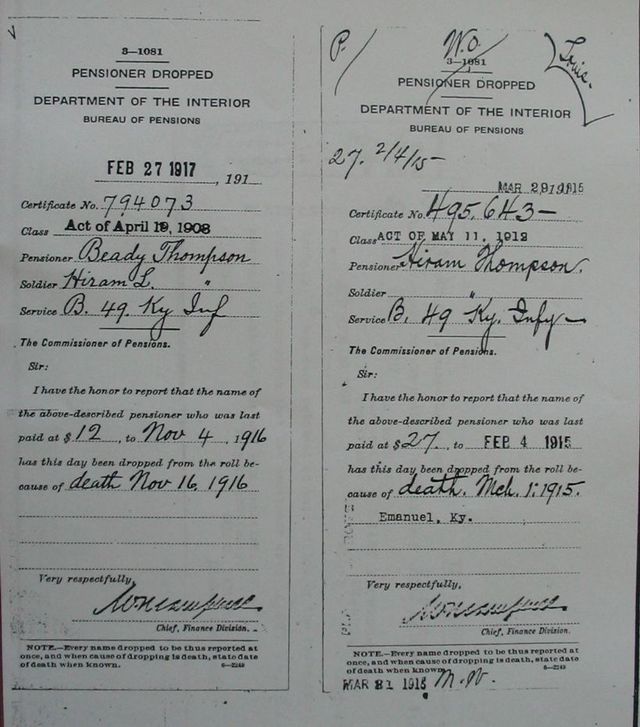 3—1081
PENSIONER DROPPED
DEPARTMENT OF THE INTERIOR
BUREAU OF PENSIONS
FEB 27 1917, 191
Certificate No. 794073
Class Act of April 19, 1908
Pensioner Beady Thompson
Soldier Hiram L. "
Service B. 49. Ky Inf
The Commissioner of Pensions.
Sir:
I have the honor to report that the name of
the above-described pensioner who was last
paid at $12, to Nov 4, 1916
has this day been dropped from the roll be-
cause of death Nov 16, 1916
Very respectfully,
Chief, Finance Division.
NOTE.—Every name dropped to be thus reported at
once, and when cause of dropping is death, state date
of death when known. 6—2248
P.
W.O.
3—1081
PENSIONER DROPPED
DEPARTMENT OF THE INTERIOR
BUREAU OF PENSIONS
27. 2/4/15—
MAR 29 1915
Certificate No. 495,643—
Class ACT OF MAY 11, 1912
Pensioner Hiram Thompson.
Soldier "
Service B. 49 Ky. Infy—
The Commissioner of Pensions.
Sir:
I have the honor to report that the name of
the above-described pensioner who was last
paid at $27, to FEB 4 1915
has this day been dropped from the roll be-
cause of death. Mch. 1. 1915.
Emanuel, Ky.
Very respectfully,
Chief, Finance Division.
NOTE.—Every name dropped to be thus reported at
once, and when cause of dropping is death, state date
of death when known. 6—2248
MAR 31 1915 M.W.